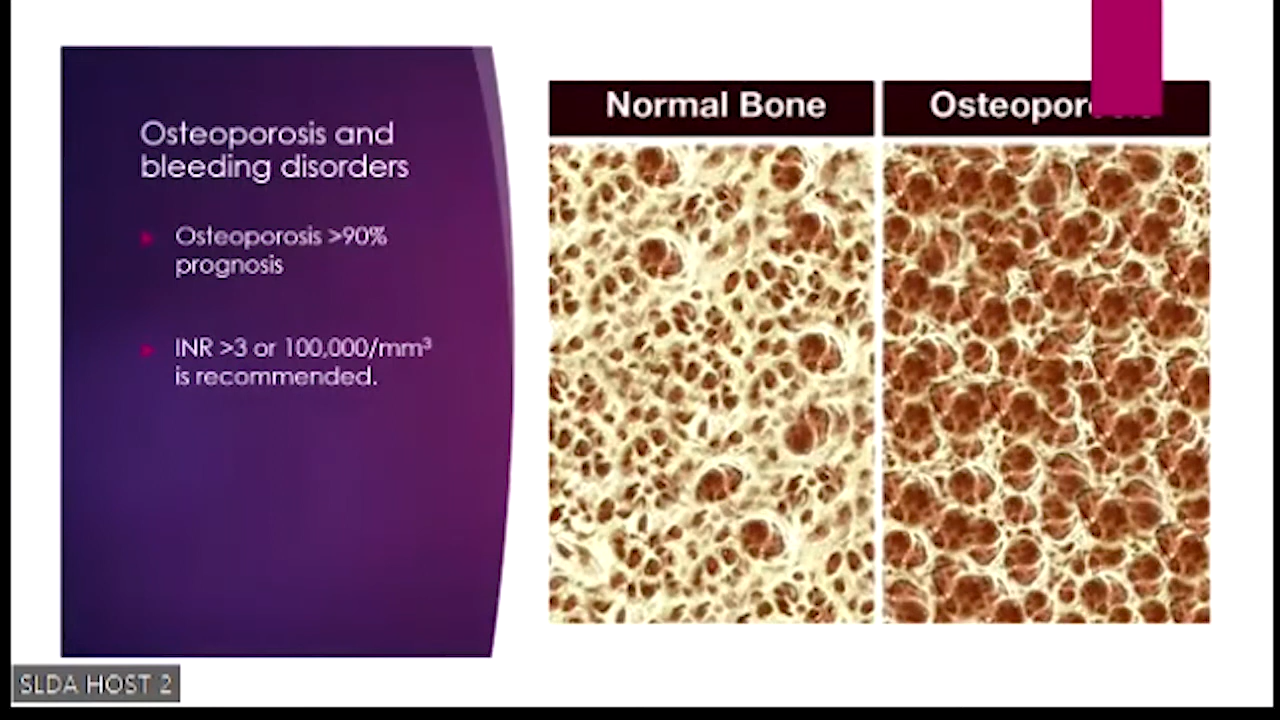 Osteoporosis and
bleeding disorders
Osteoporosis >90%
prognosis
INR >3 or 100,000/mm³
is recommended.
Normal Bone
SLDA HOST 2